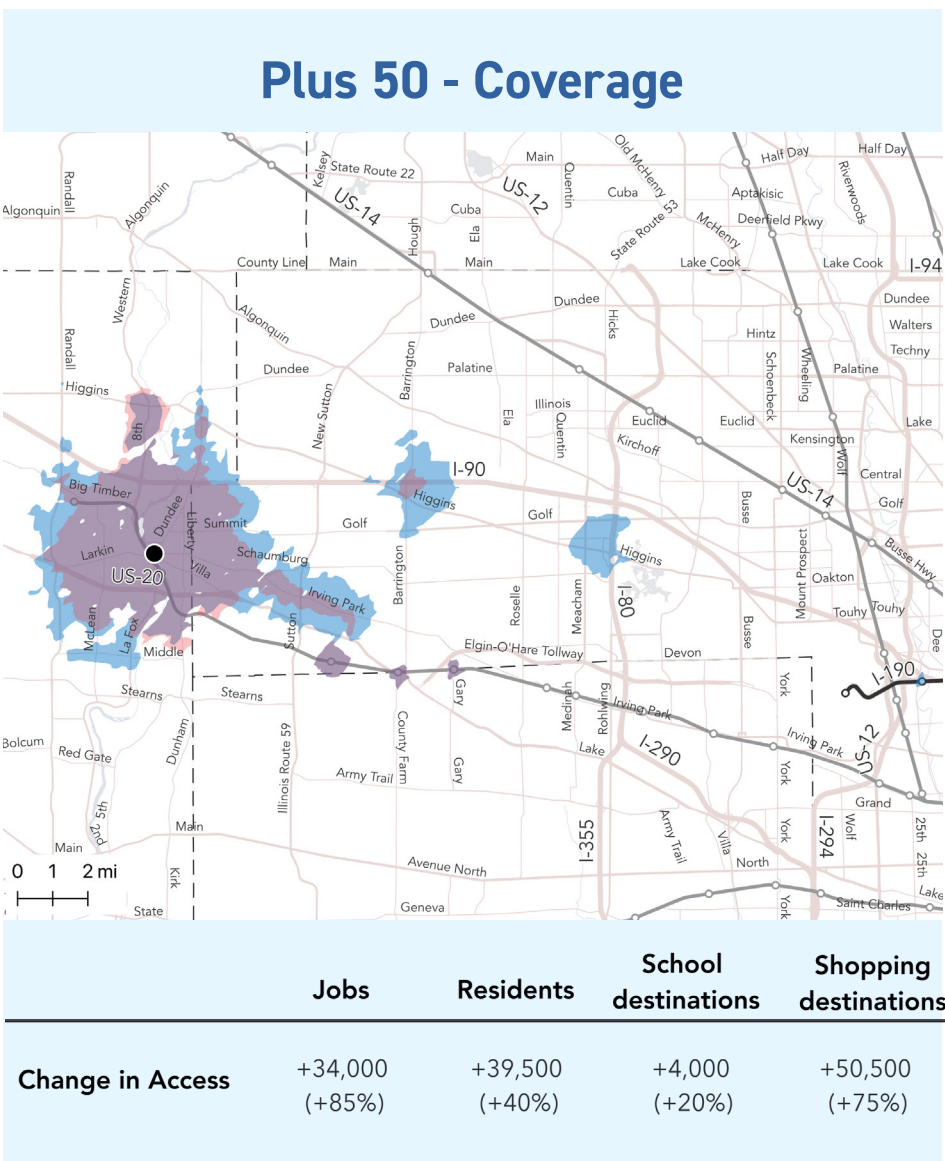 Plus 50 - Coverage
Half Day
Half Day
Old McHenry
Main
Kelsey
State Route 22
Quentin
Riverwoods
Randall
Algonquin
US-14
US-12
Cuba
Aptakisic
Algonquin
Cuba
State Route 53
McHenry
Deerfield Pkwy
Hough
Ela
County Line
Main
Main
Lake Cook
Lake Cook
I-94
Western
Dundee
Dundee
Algonquin
Dundee
Hicks
Walters
Randall
Hintz
Techny
Barrington
Wheeling
Schoenbeck
Dundee
Palatine
Palatine
Higgins
New Sutton
Illinois
Ela
Quentin
Euclid
Euclid
Lake
8th
Kirchoff
Kensington
Wolf
I-90
Central
Big Timber
Higgins
US-14
Golf
Dundee
Liberty
Summit
Golf
Golf
Busse
Mount Prospect
Busse Hwy
Larkin
Schaumburg
Higgins
US-20
Villa
Barrington
Oakton
Irving Park
Roselle
Meacham
I-80
Touhy
Touhy
McLean
La Fox
Sutton
Busse
Dee
Middle
Elgin-O'Hare Tollway
Devon
I-190
Stearns
Stearns
Gary
Medinah
Rohlwing
York
Irving Park
Bolcum
Red Gate
Dunham
Illinois Route 59
County Farm
Lake
I-290
Irving Park
US-12
Army Trail
Gary
York
2nd
5th
Grand
Main
Main
I-355
Army Trail
Villa
York
I-294
Wolf
25th
0 1 2 mi
Kirk
Avenue North
North
25th
State
Geneva
York
Saint Charles
Lake
Jobs
Residents
School
destinations
Shopping
destinations
Change in Access
+34,000
(+85%)
+39,500
(+40%)
+4,000
(+20%)
+50,500
(+75%)